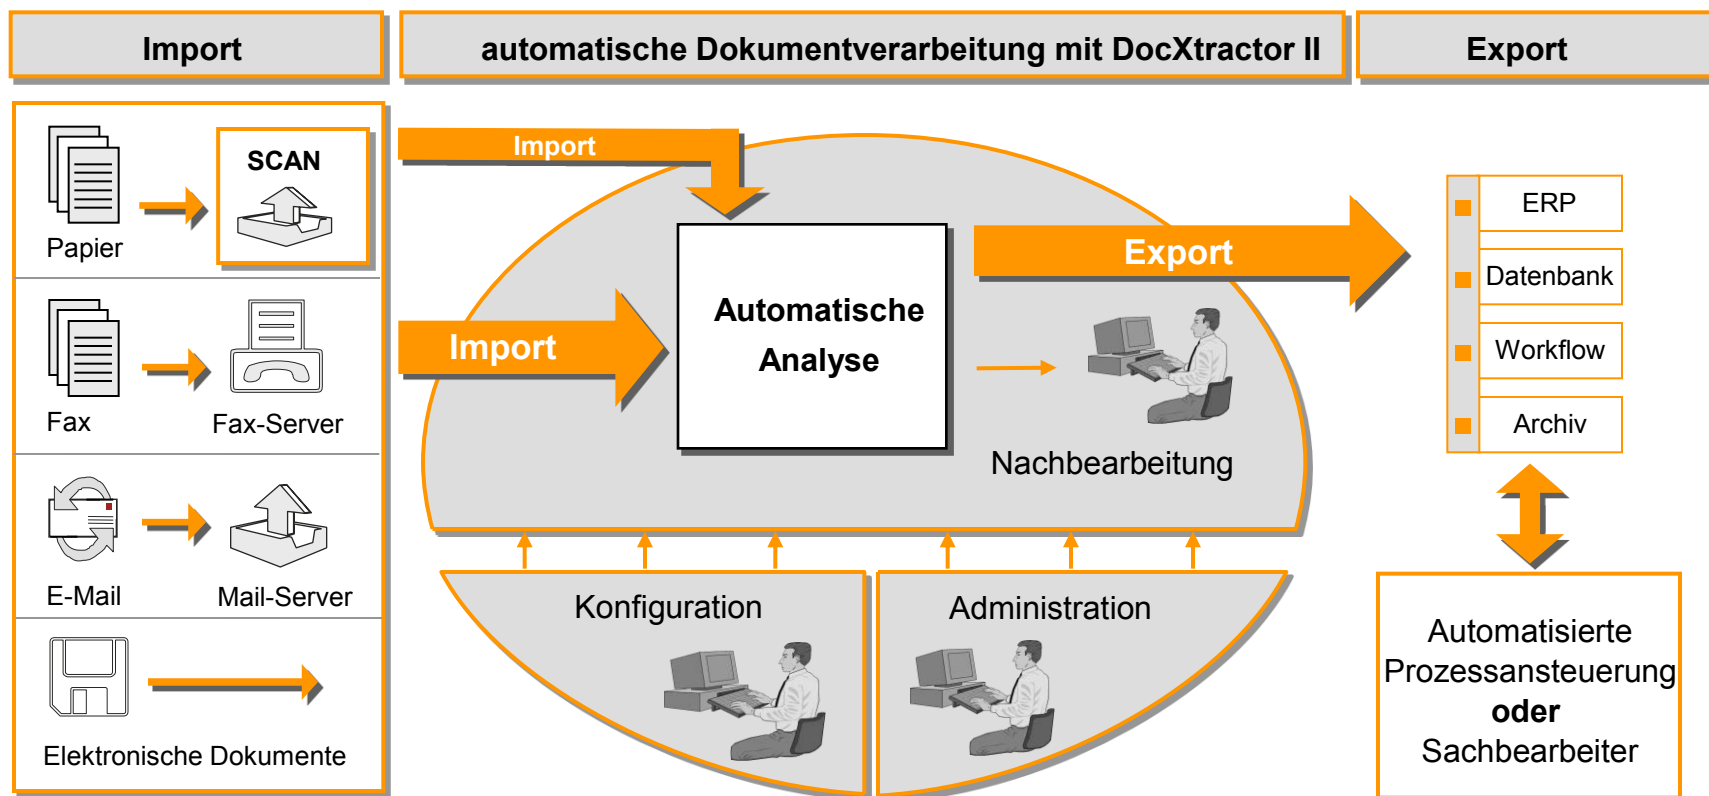 Import
automatische Dokumentverarbeitung mit DocXtractor II
Export
SCAN
Papier
Fax
Fax-Server
E-Mail
Mail-Server
Elektronische Dokumente
Import
Import
Automatische
Analyse
Export
Nachbearbeitung
Konfiguration
Administration
ERP
Datenbank
Workflow
Archiv
Automatisierte
Prozessansteuerung
oder
Sachbearbeiter